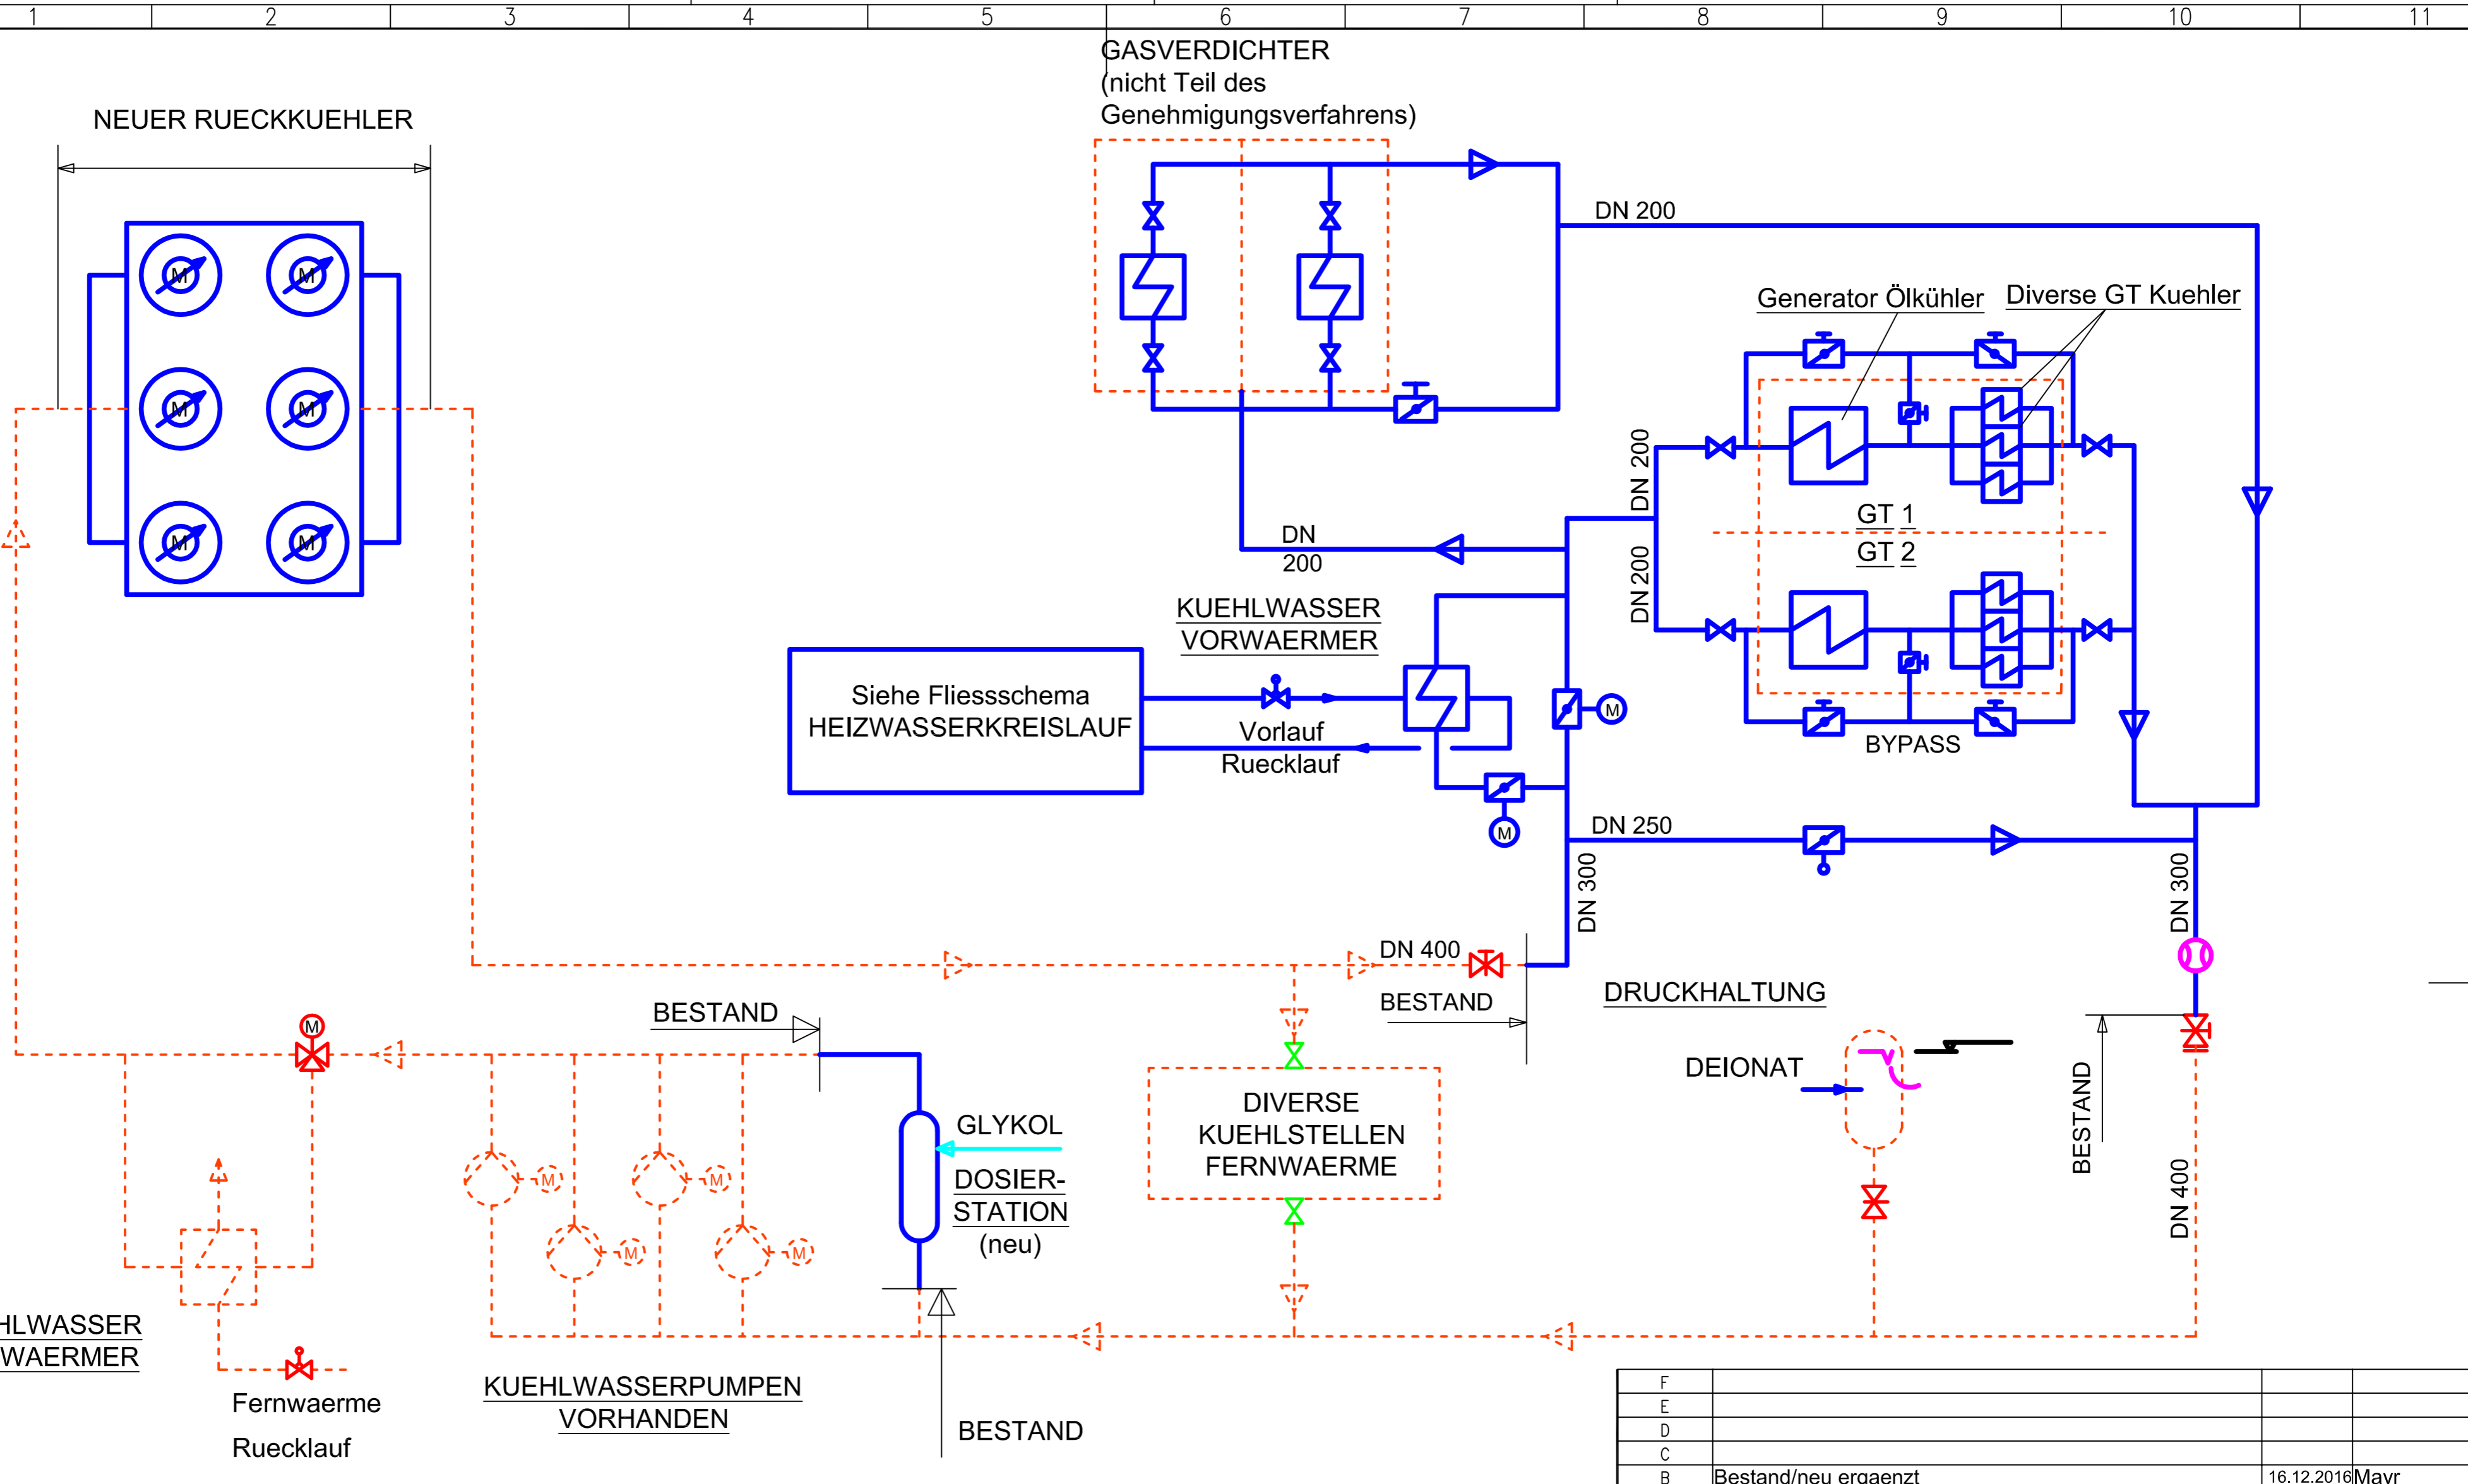 1 2 3 4 5 6 7 8 9 10 11
GASVERDICHTER
(nicht Teil des
Genehmigungsverfahrens)
NEUER RUECKKUEHLER
M M
M M
M M
DN 200
Generator Ölkühler
Diverse GT Kuehler
DN 200
GT 1
GT 2
DN 200
BYPASS
DN
200
KUEHLWASSER
VORWAERMER
Siehe Fliessschema
HEIZWASSERKREISLAUF
Vorlauf
Ruecklauf
M
M
DN 250
DN 300
DN 300
DN 400
BESTAND
BESTAND
M
DRUCKHALTUNG
DEIONAT
BESTAND
DN 400
DIVERSE
KUEHLSTELLEN
FERNWAERME
GLYKOL
DOSIER-
STATION
(neu)
M M
M M
HLWASSER
WAERMER
Fernwaerme
Ruecklauf
KUEHLWASSERPUMPEN
VORHANDEN
BESTAND
F
E
D
C
B Bestand/neu ergaenzt 16.12.2016 Mayr